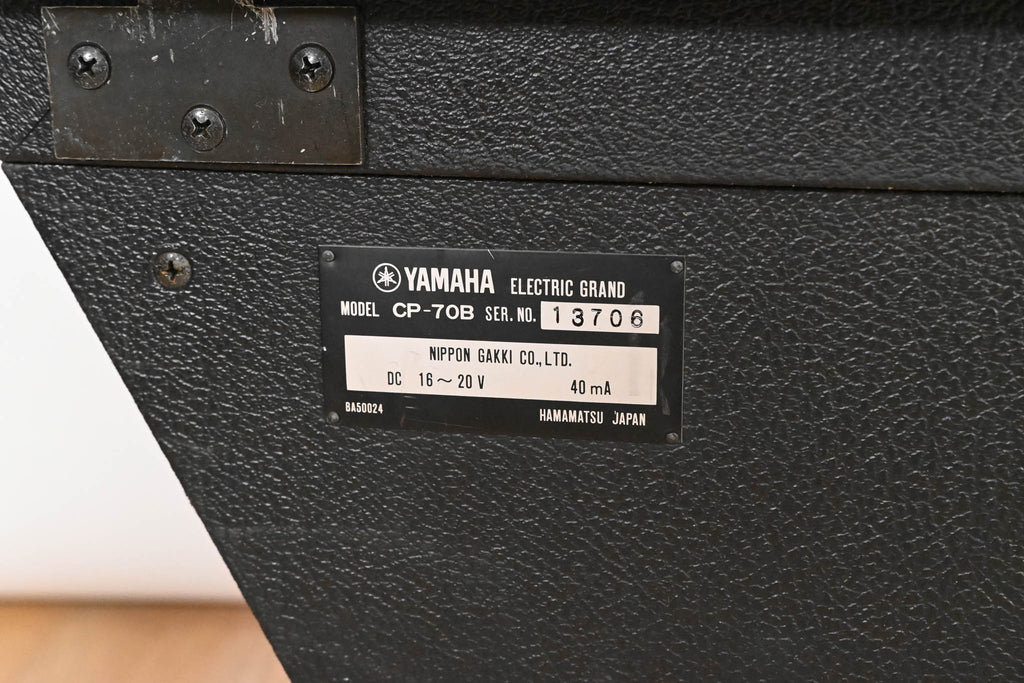 YAMAHA ELECTRIC GRAND
MODEL CP-70B SER. NO. 13706
NIPPON GAKKI CO., LTD.
DC 16～20 V 40 mA
BA50024 HAMAMATSU JAPAN